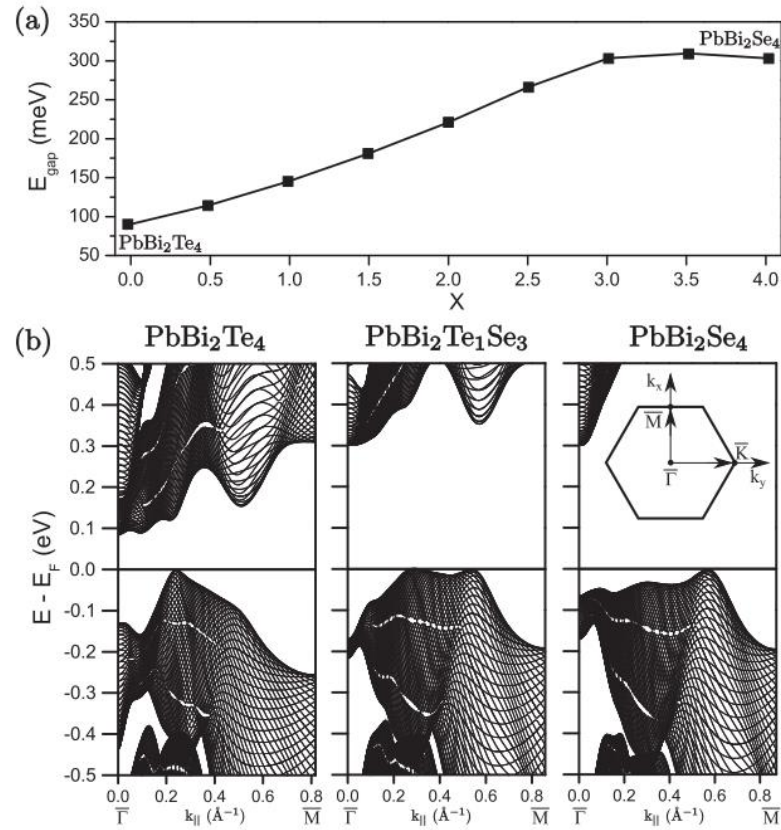 (a)
350
300
250
200
150
100
50
E_gap (meV)
PbBi₂Te₄
PbBi₂Se₄
0.0 0.5 1.0 1.5 2.0 2.5 3.0 3.5 4.0
X
(b)
PbBi₂Te₄ PbBi₂Te₁Se₃ PbBi₂Se₄
0.5
0.4
0.3
0.2
0.1
0.0
-0.1
-0.2
-0.3
-0.4
-0.5
E - E_F (eV)
k_x
M̅
K̅
Γ̅
k_y
0.0 0.2 0.4 0.6 0.8 0.0 0.2 0.4 0.6 0.8 0.0 0.2 0.4 0.6 0.8
Γ̅ k_|| (Å⁻¹) M̅ Γ̅ k_|| (Å⁻¹) M̅ Γ̅ k_|| (Å⁻¹) M̅